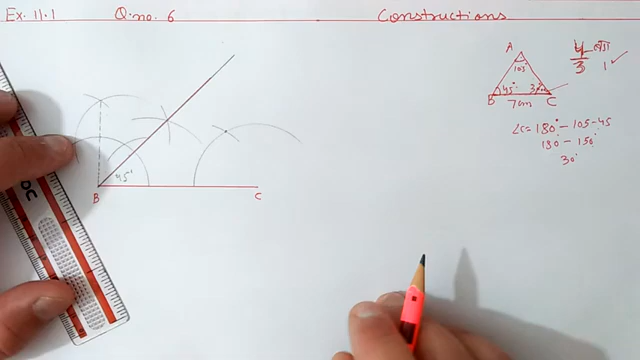 Ex. 11.1 Q.no. 6 Constructions
A
105°
45° 30°
B C
7cm
4
3 1 ✓
∠C = 180° − 105 − 45
180 − 150°
30°
45°
B C